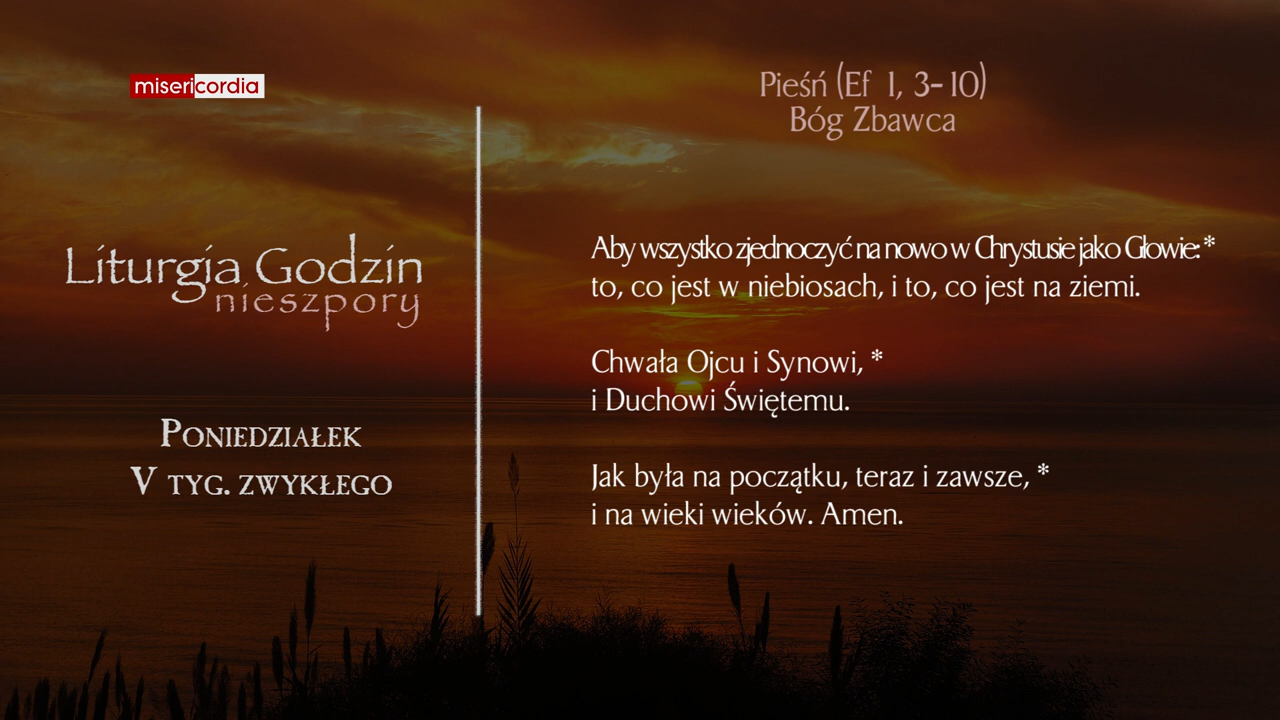 misericordia
Liturgia Godzin
nieszpory
Poniedziałek
V tyg. zwykłego
Pieśń (Ef 1, 3-10)
Bóg Zbawca
Aby wszystko zjednoczyć na nowo w Chrystusie jako Głowie: *
to, co jest w niebiosach, i to, co jest na ziemi.
Chwała Ojcu i Synowi, *
i Duchowi Świętemu.
Jak była na początku, teraz i zawsze, *
i na wieki wieków. Amen.